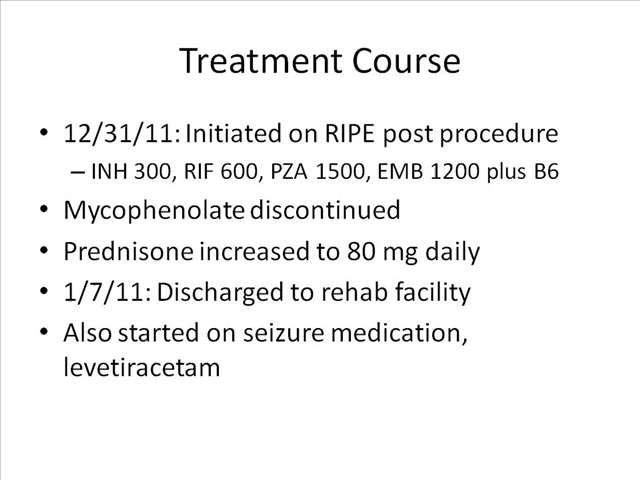 Treatment Course
• 12/31/11: Initiated on RIPE post procedure
– INH 300, RIF 600, PZA 1500, EMB 1200 plus B6
• Mycophenolate discontinued
• Prednisone increased to 80 mg daily
• 1/7/11: Discharged to rehab facility
• Also started on seizure medication,
levetiracetam